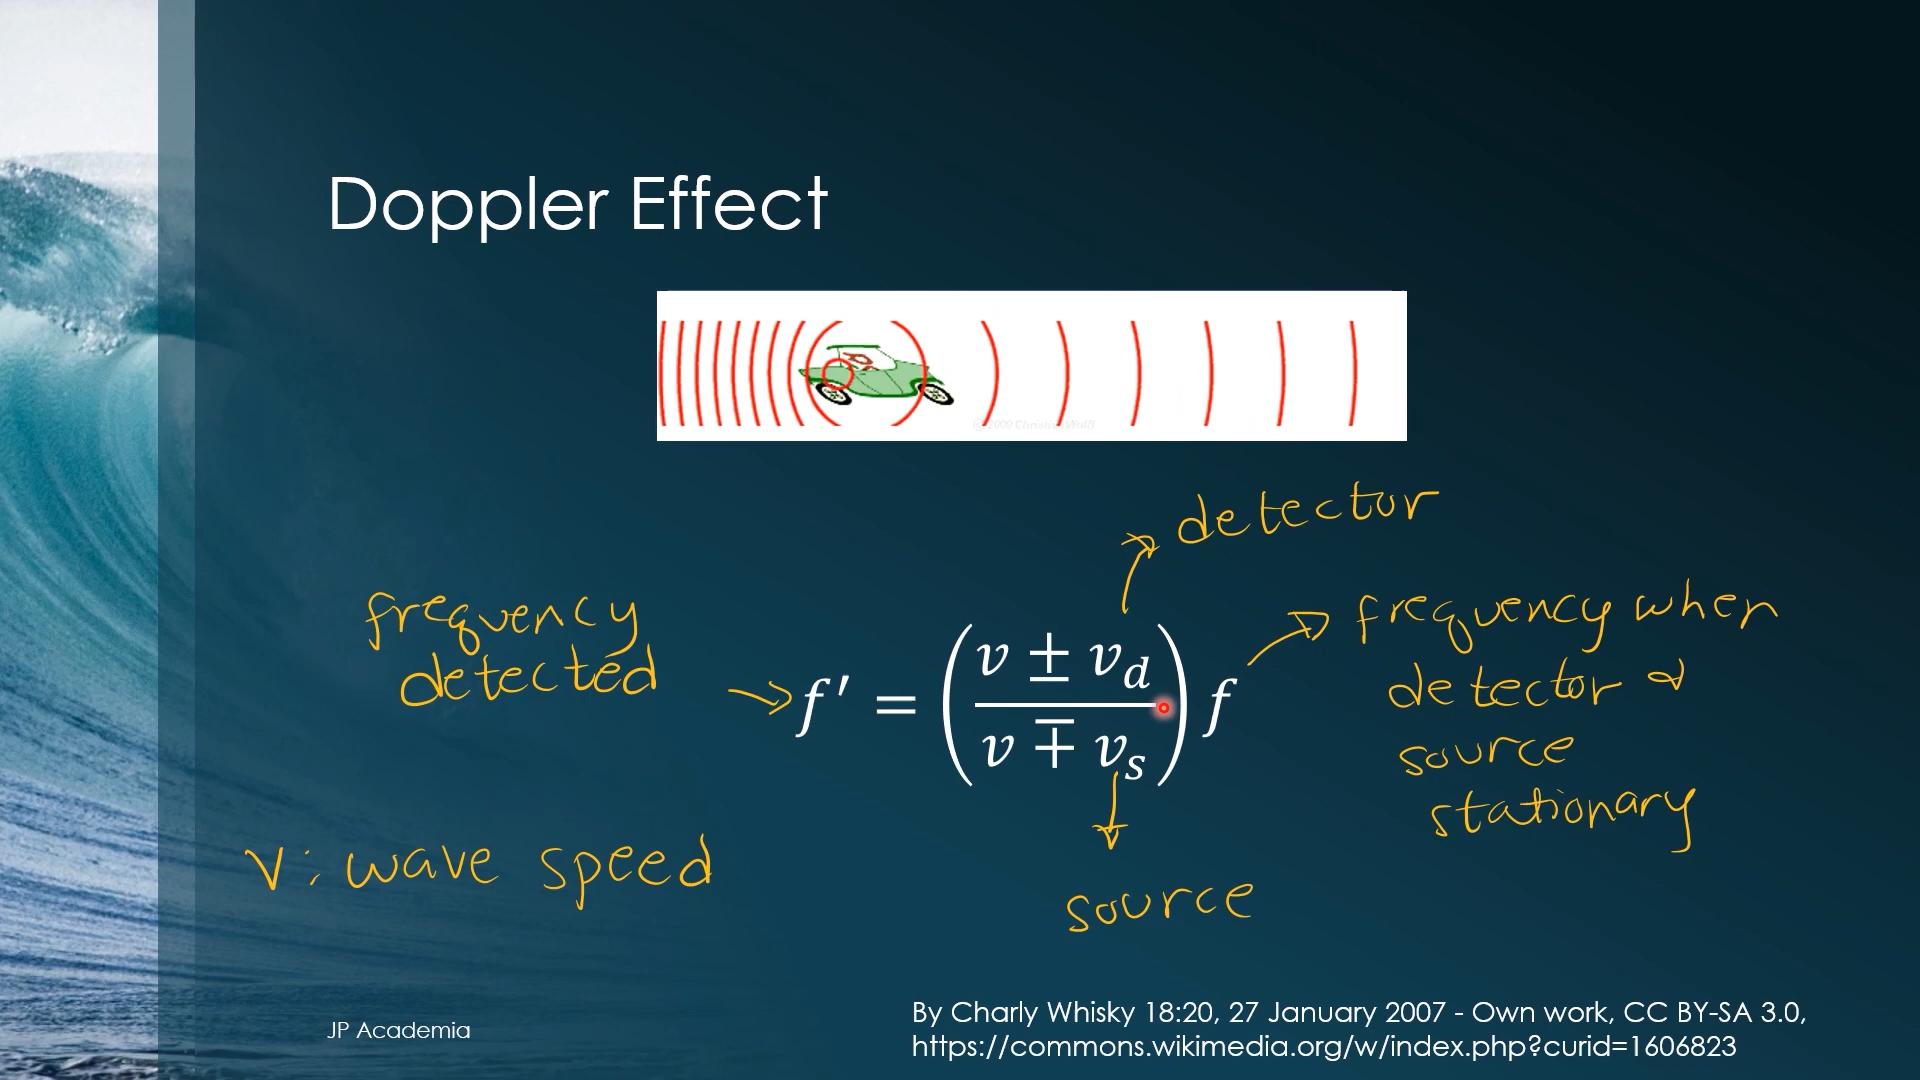 Doppler Effect
detector
frequency
detected
f' = ( (v ± v_d) / (v ∓ v_s) ) f
frequency when
detector &
source
stationary
v: wave speed
source
By Charly Whisky 18:20, 27 January 2007 - Own work, CC BY-SA 3.0,
https://commons.wikimedia.org/w/index.php?curid=1606823
JP Academia